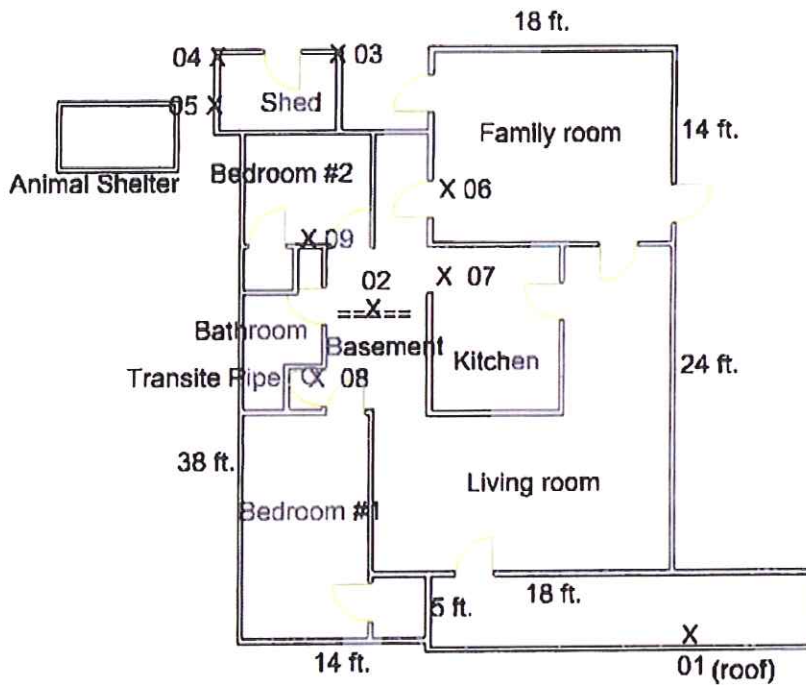 18 ft.
04 X
X 03
05 X
Shed
Family room
14 ft.
Animal Shelter
Bedroom #2
X 06
X 09
02
X 07
==X==
Bathroom
Basement
Kitchen
24 ft.
Transite Pipe
X 08
38 ft.
Living room
Bedroom #1
5 ft.
18 ft.
14 ft.
X
01 (roof)